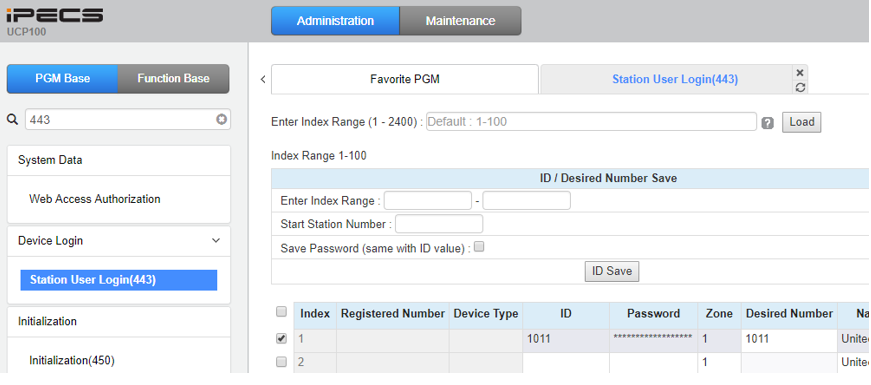 iPECS
UCP100
Administration Maintenance
PGM Base Function Base
443
System Data
Web Access Authorization
Device Login
Station User Login(443)
Initialization
Initialization(450)
Favorite PGM Station User Login(443)
Enter Index Range (1 - 2400) : Default : 1-100 ? Load
Index Range 1-100
ID / Desired Number Save
Enter Index Range : -
Start Station Number :
Save Password (same with ID value) :
ID Save
Index Registered Number Device Type ID Password Zone Desired Number Na
1 1011 ****************** 1 1011 United
2 1 United